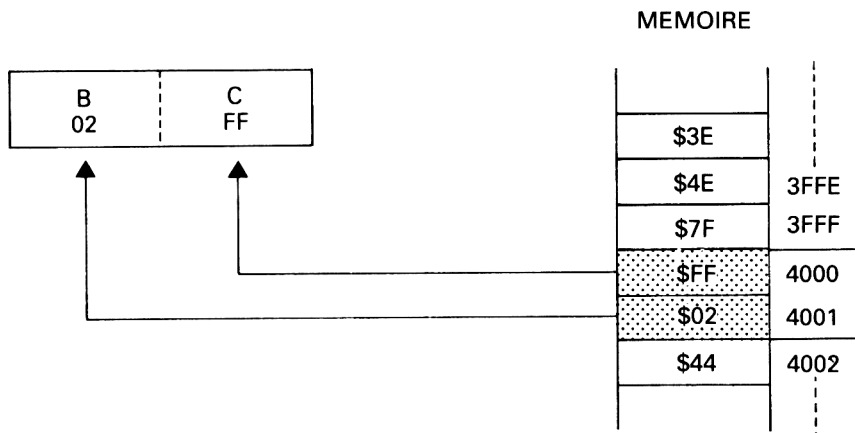 MEMOIRE
B C
02 FF
$3E
$4E 3FFE
$7F 3FFF
$FF 4000
$02 4001
$44 4002